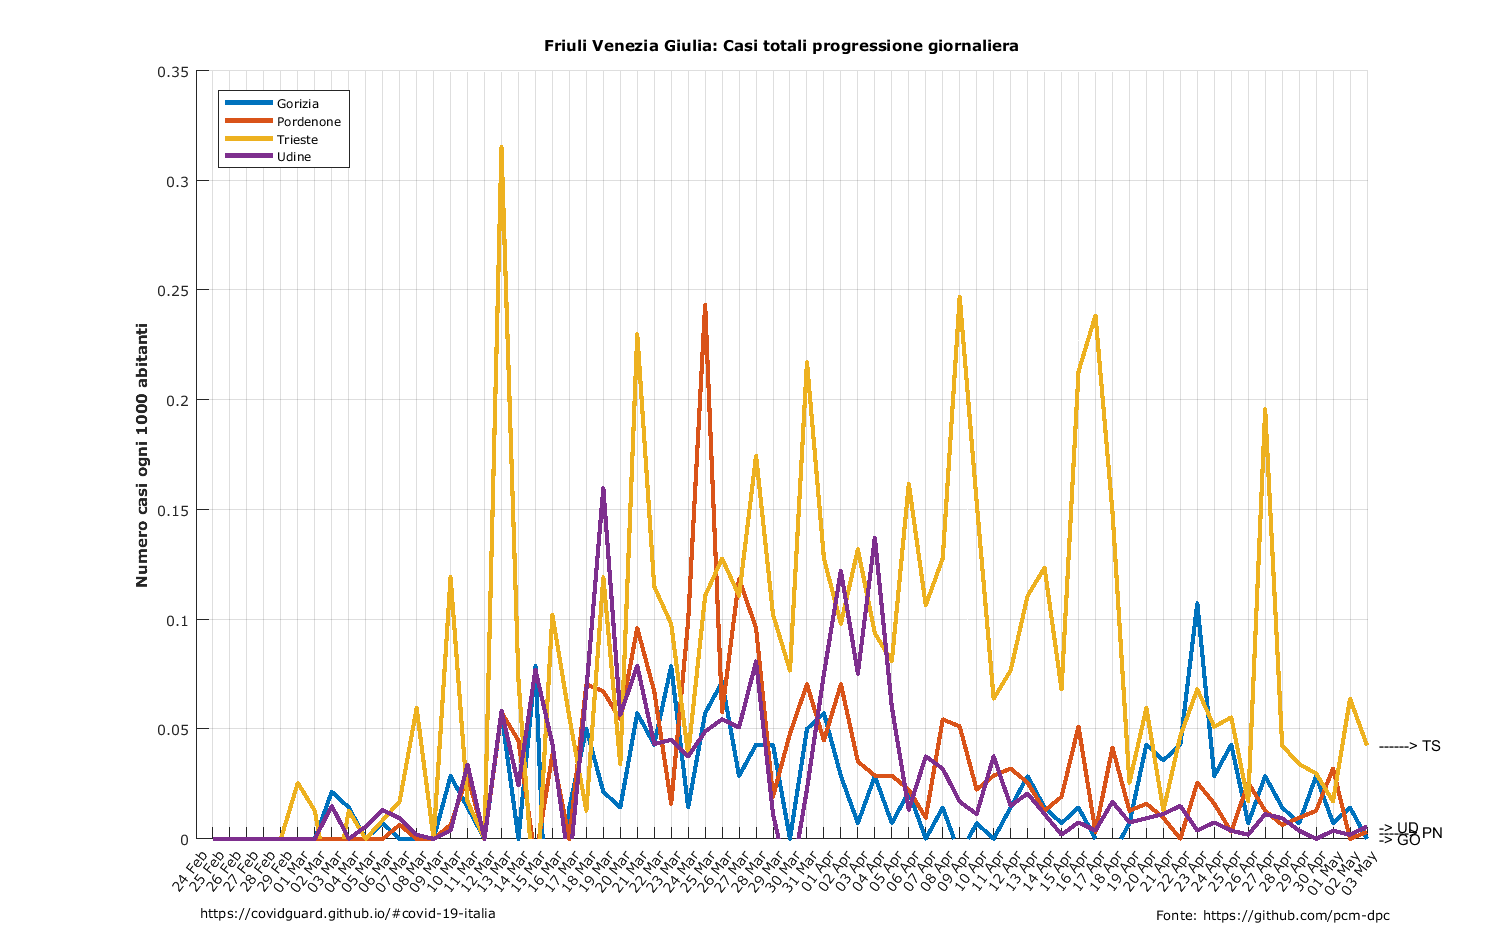 Friuli Venezia Giulia: Casi totali progressione giornaliera
Numero casi ogni 1000 abitanti
0.35
0.3
0.25
0.2
0.15
0.1
0.05
0
Gorizia
Pordenone
Trieste
Udine
------> TS
-> UD
------> PN
-> GO
24 Feb
25 Feb
26 Feb
27 Feb
28 Feb
29 Feb
01 Mar
02 Mar
03 Mar
04 Mar
05 Mar
06 Mar
07 Mar
08 Mar
09 Mar
10 Mar
11 Mar
12 Mar
13 Mar
14 Mar
15 Mar
16 Mar
17 Mar
18 Mar
19 Mar
20 Mar
21 Mar
22 Mar
23 Mar
24 Mar
25 Mar
26 Mar
27 Mar
28 Mar
29 Mar
30 Mar
31 Mar
01 Apr
02 Apr
03 Apr
04 Apr
05 Apr
06 Apr
07 Apr
08 Apr
09 Apr
10 Apr
11 Apr
12 Apr
13 Apr
14 Apr
15 Apr
16 Apr
17 Apr
18 Apr
19 Apr
20 Apr
22 Apr
23 Apr
24 Apr
25 Apr
26 Apr
27 Apr
28 Apr
29 Apr
30 Apr
01 May
02 May
03 May
https://covidguard.github.io/#covid-19-italia
Fonte: https://github.com/pcm-dpc